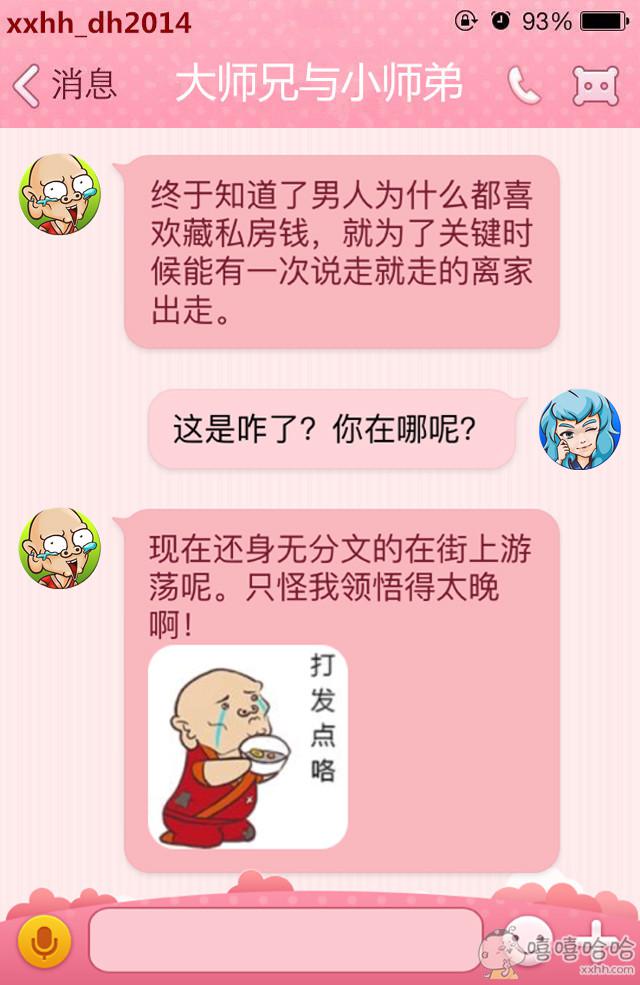 xxhh_dh2014
93%
消息
大师兄与小师弟
终于知道了男人为什么都喜
欢藏私房钱，就为了关键时
候能有一次说走就走的离家
出走。
这是咋了？你在哪呢？
现在还身无分文的在街上游
荡呢。只怪我领悟得太晚
啊！
打发点咯
嘻嘻哈哈
xxhh.com